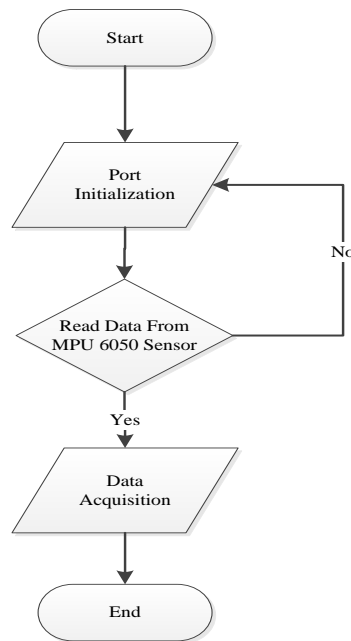 Start
Port
Initialization
No
Read Data From
MPU 6050 Sensor
Yes
Data
Acquisition
End